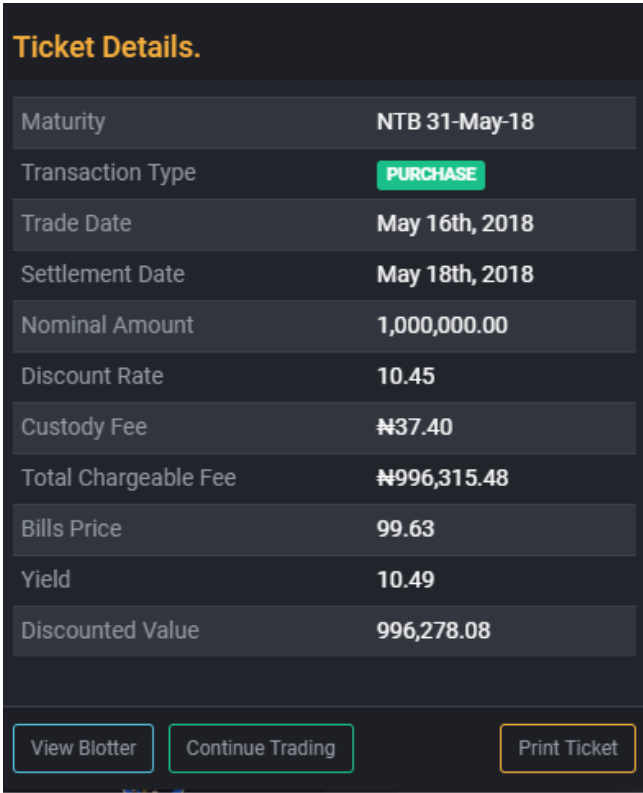 Ticket Details.
Maturity NTB 31-May-18
Transaction Type PURCHASE
Trade Date May 16th, 2018
Settlement Date May 18th, 2018
Nominal Amount 1,000,000.00
Discount Rate 10.45
Custody Fee ₦37.40
Total Chargeable Fee ₦996,315.48
Bills Price 99.63
Yield 10.49
Discounted Value 996,278.08
View Blotter Continue Trading Print Ticket